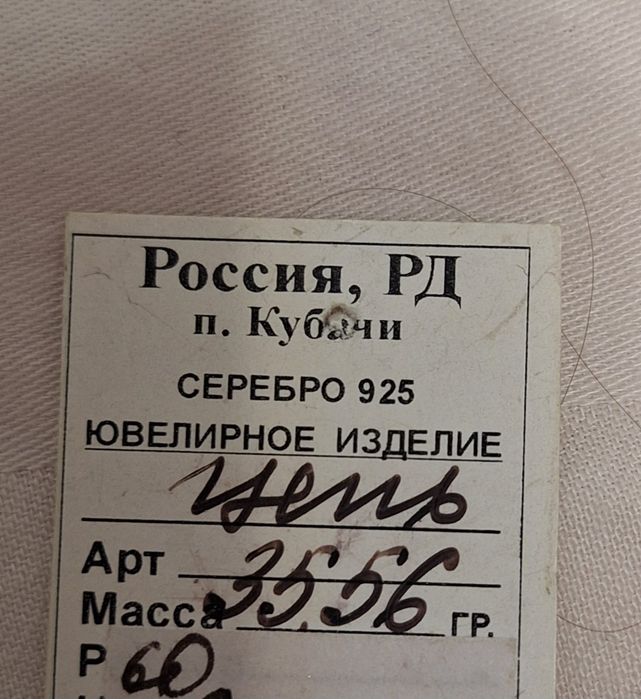 Россия, РД
п. Кубачи
СЕРЕБРО 925
ЮВЕЛИРНОЕ ИЗДЕЛИЕ
цепь
Арт
Масса 35.56 ГР.
Р 60